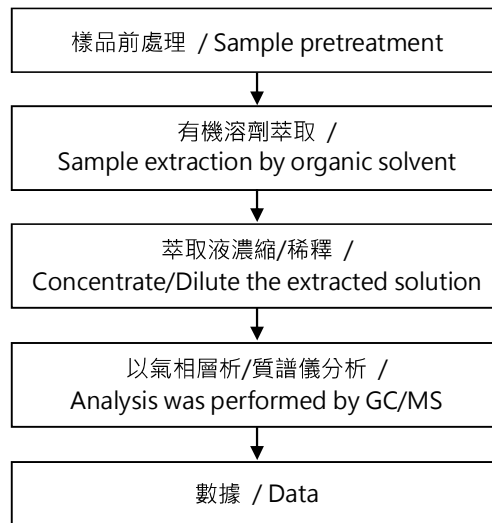 樣品前處理 / Sample pretreatment
有機溶劑萃取 /
Sample extraction by organic solvent
萃取液濃縮/稀釋 /
Concentrate/Dilute the extracted solution
以氣相層析/質譜儀分析 /
Analysis was performed by GC/MS
數據 / Data